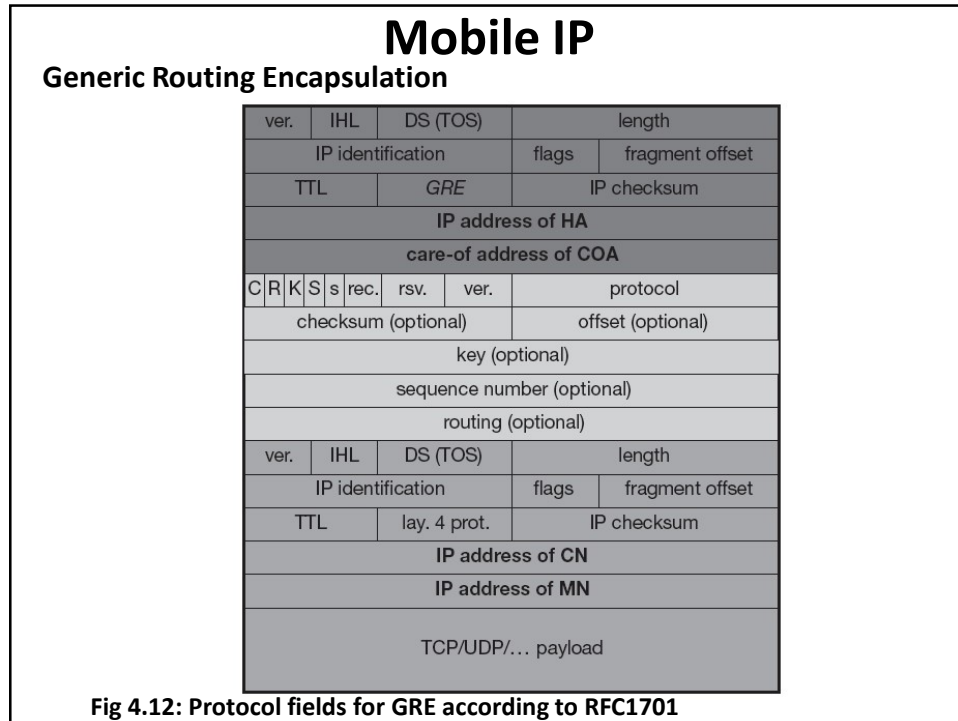 Mobile IP
Generic Routing Encapsulation
ver. IHL DS (TOS) length
IP identification flags fragment offset
TTL GRE IP checksum
IP address of HA
care-of address of COA
C R K S s rec. rsv. ver. protocol
checksum (optional) offset (optional)
key (optional)
sequence number (optional)
routing (optional)
ver. IHL DS (TOS) length
IP identification flags fragment offset
TTL lay. 4 prot. IP checksum
IP address of CN
IP address of MN
TCP/UDP/... payload
Fig 4.12: Protocol fields for GRE according to RFC1701